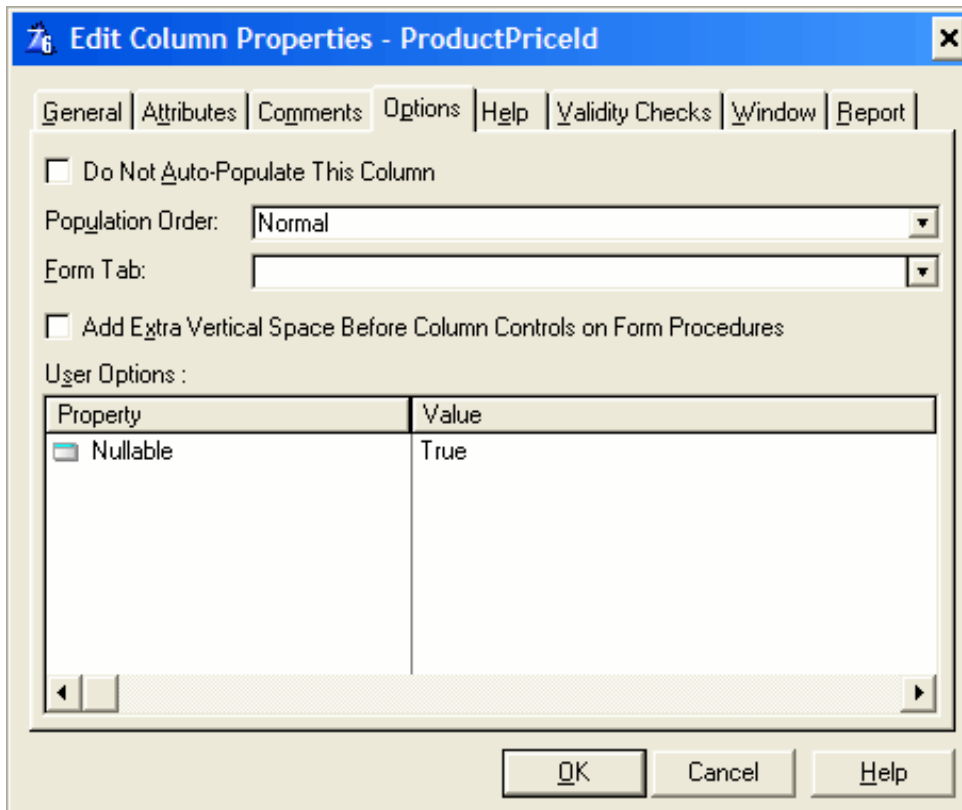 Edit Column Properties - ProductPriceId
General Attributes Comments Options Help Validity Checks Window Report
Do Not Auto-Populate This Column
Population Order: Normal
Form Tab:
Add Extra Vertical Space Before Column Controls on Form Procedures
User Options :
Property Value
Nullable True
OK Cancel Help